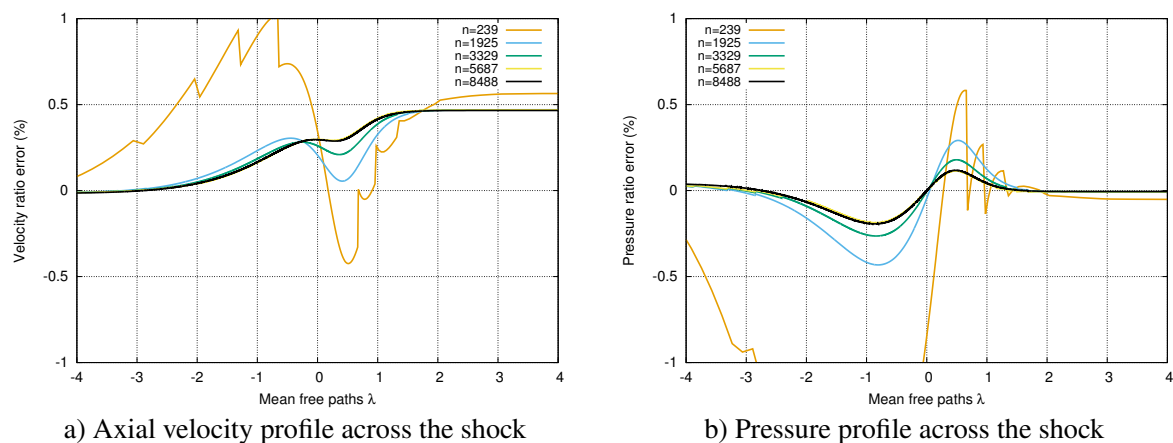 1
0.5
0
-0.5
-1
-4
-3
-2
-1
0
1
2
3
4
Velocity ratio error (%)
Mean free paths λ
n=239
n=1925
n=3329
n=5687
n=8488
a) Axial velocity profile across the shock
1
0.5
0
-0.5
-1
-4
-3
-2
-1
0
1
2
3
4
Pressure ratio error (%)
Mean free paths λ
n=239
n=1925
n=3329
n=5687
n=8488
b) Pressure profile across the shock